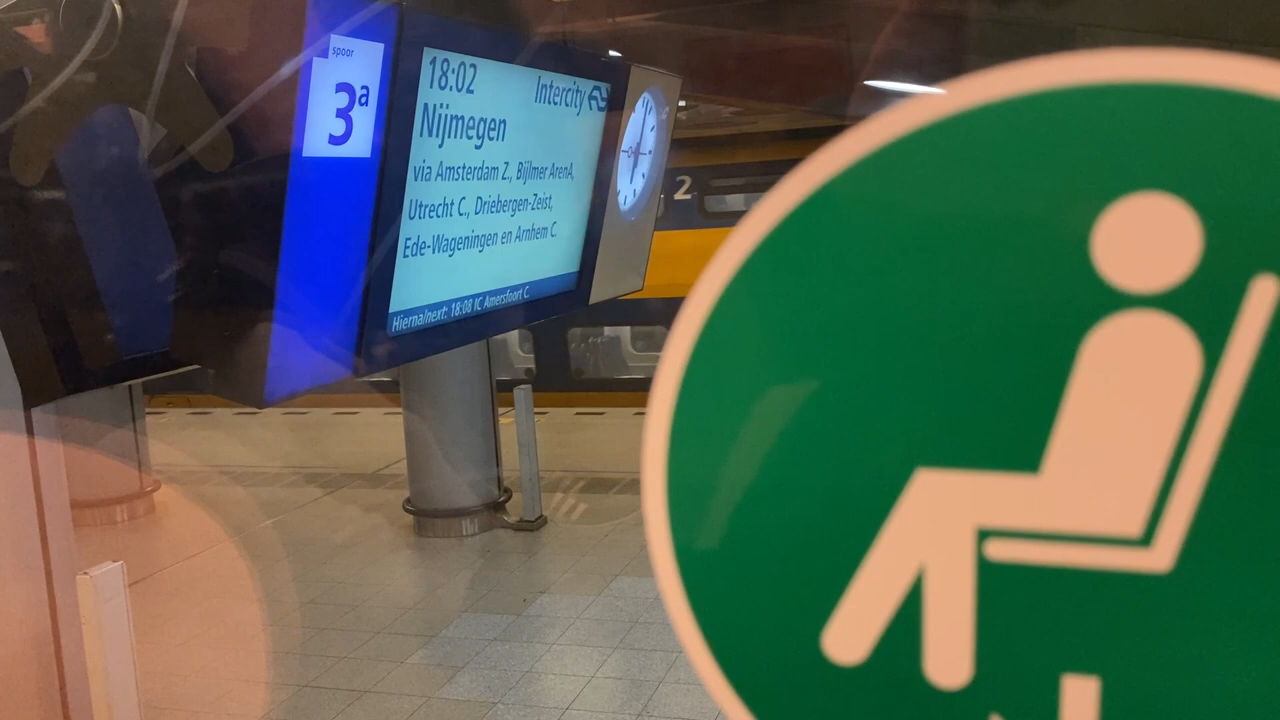 spoor
3a
18:02
Intercity
Nijmegen
via Amsterdam Z., Bijlmer ArenA,
Utrecht C., Driebergen-Zeist,
Ede-Wageningen en Arnhem C.
Hierna/next: 18:08 IC Amersfoort C.
2